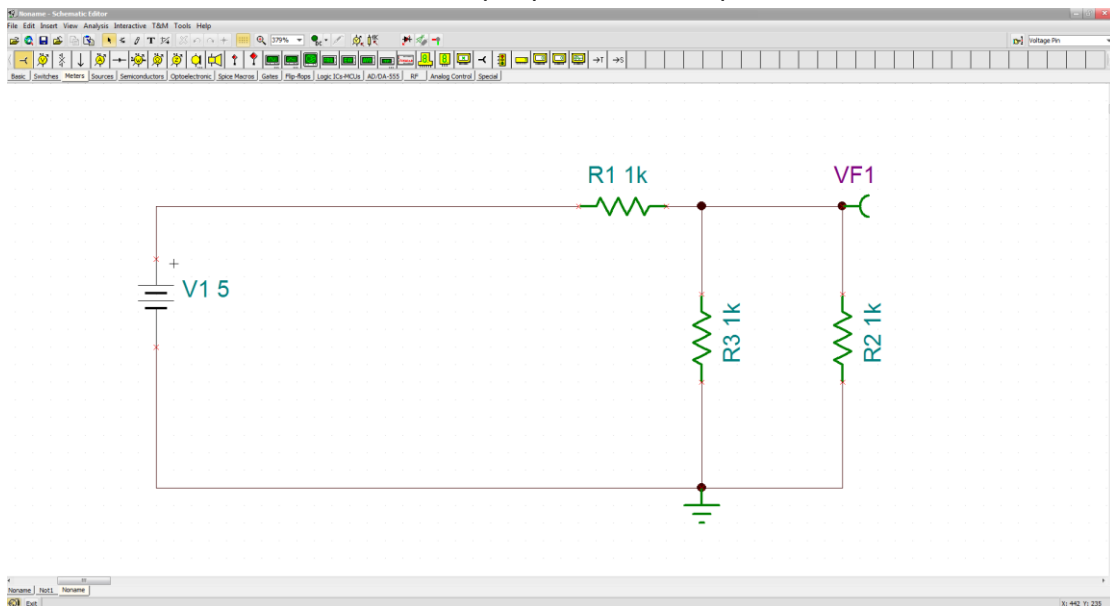 Noname - Schematic Editor
File Edit Insert View Analysis Interactive T&M Tools Help
379%
Voltage Pin
Basic Switches Meters Sources Semiconductors Optoelectronic Spice Macros Gates Flip-flops Logic ICs-MCUs AD/DA-555 RF Analog Control Special
R1 1k
VF1
+
V1 5
R3 1k
R2 1k
Noname Not1 Noname
Exit
X: 442 Y: 235